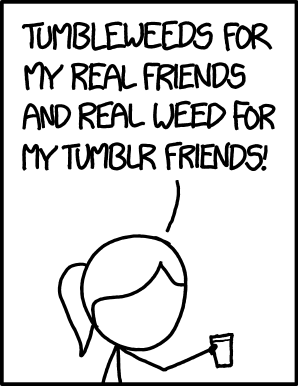 TUMBLEWEEDS FOR
MY REAL FRIENDS
AND REAL WEED FOR
MY TUMBLR FRIENDS!